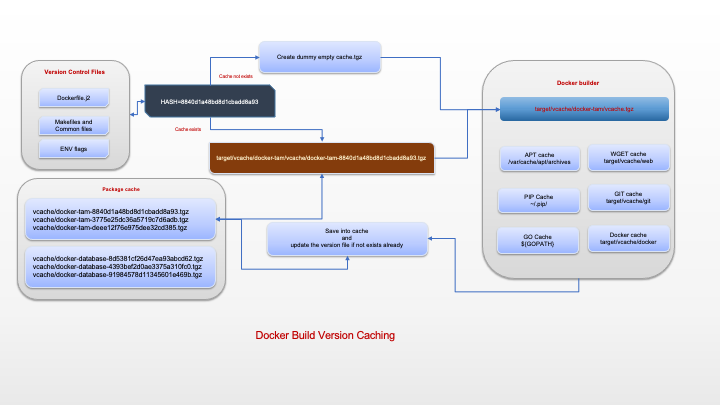 Create dummy empty cache.tgz
Version Control Files
Dockerfile.j2
Makefiles and
Common files
ENV flags
Cache not exists
HASH=8840d1a48bd8d1cbadd8a93
Cache exists
target/vcache/docker-tam/vcache/docker-tam-8840d1a48bd8d1cbadd8a93.tgz
Docker builder
target/vcache/docker-tam/vcache.tgz
APT cache
/var/cache/apt/archives
WGET cache
target/vcache/web
PIP Cache
~/.pip/
GIT cache
target/vcache/git
GO Cache
$(GOPATH)
Docker cache
target/vcache/docker
Package cache
vcache/docker-tam-8840d1a48bd8d1cbadd8a93.tgz
vcache/docker-tam-3775e25dc36a5719c7d6adb.tgz
vcache/docker-tam-deee12f76e975dee32cd385.tgz
vcache/docker-database-8d5381cf26d47ea93abcd62.tgz
vcache/docker-database-4393bef2d0ae3375a310fc0.tgz
vcache/docker-database-91984578d11345601e469b.tgz
Save into cache
and
update the version file if not exists already
Docker Build Version Caching